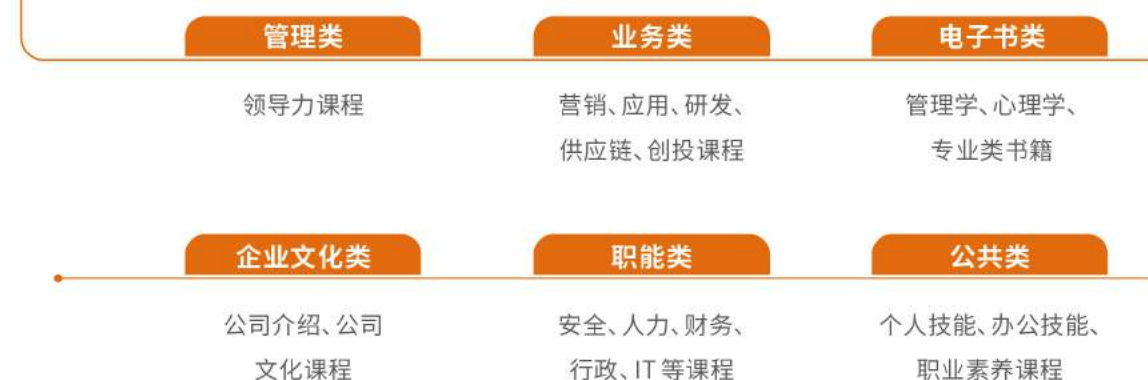 管理类
业务类
电子书类
领导力课程
营销、应用、研发、
供应链、创投课程
管理学、心理学、
专业类书籍
企业文化类
职能类
公共类
公司介绍、公司
文化课程
安全、人力、财务、
行政、IT 等课程
个人技能、办公技能、
职业素养课程